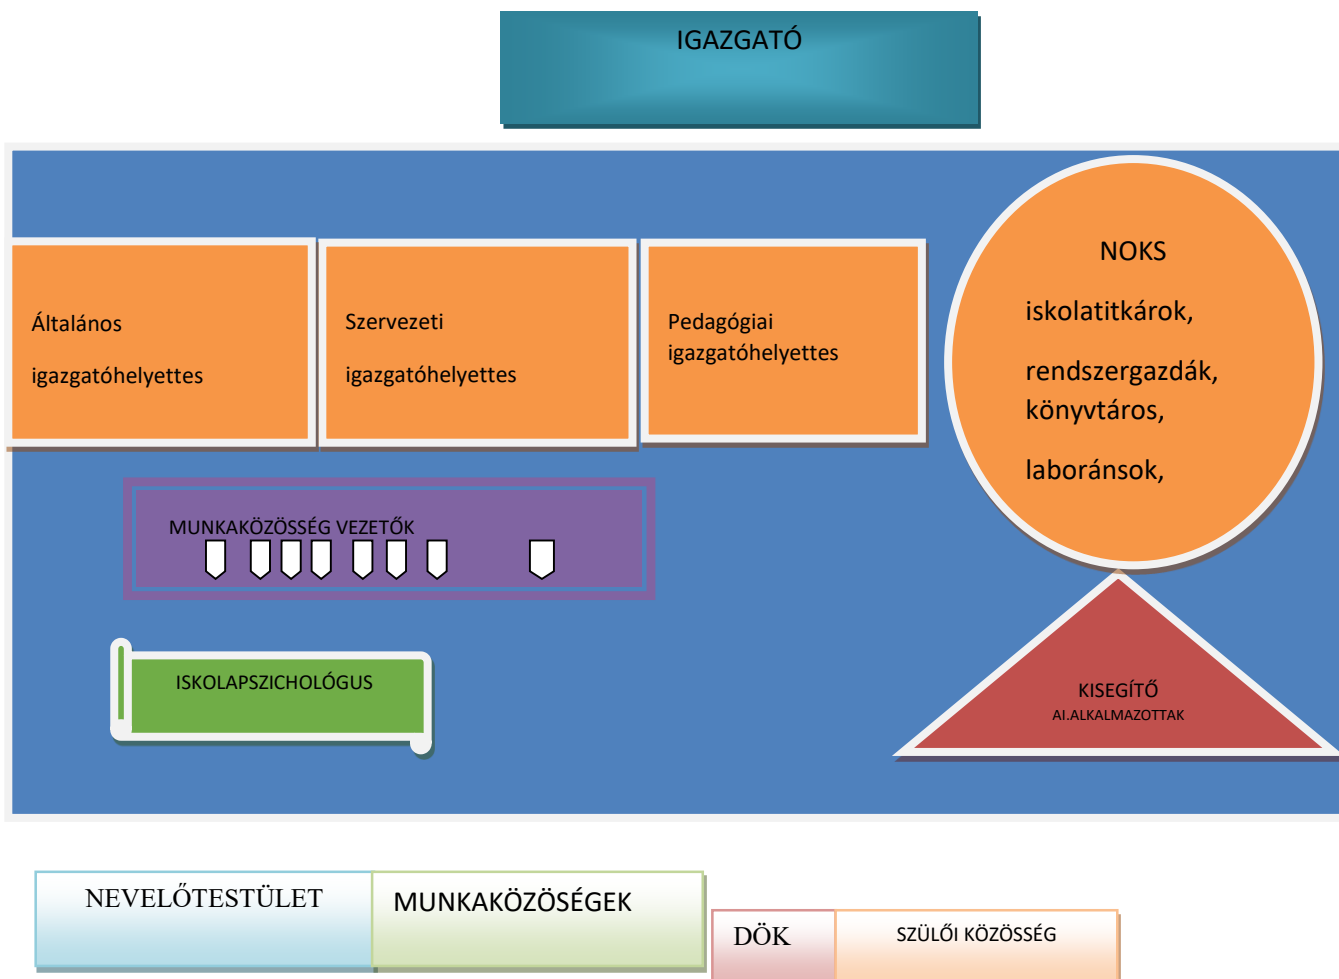 IGAZGATÓ
Általános
igazgatóhelyettes
Szervezeti
igazgatóhelyettes
Pedagógiai
igazgatóhelyettes
NOKS
iskolatitkárok,
rendszergazdák,
könyvtáros,
laboránsok,
MUNKAKÖZÖSSÉG VEZETŐK
ISKOLAPSZICHOLÓGUS
KISEGÍTŐ
AI.ALKALMAZOTTAK
NEVELŐTESTÜLET
MUNKAKÖZÖSÉGEK
DÖK
SZÜLŐI KÖZÖSSÉG